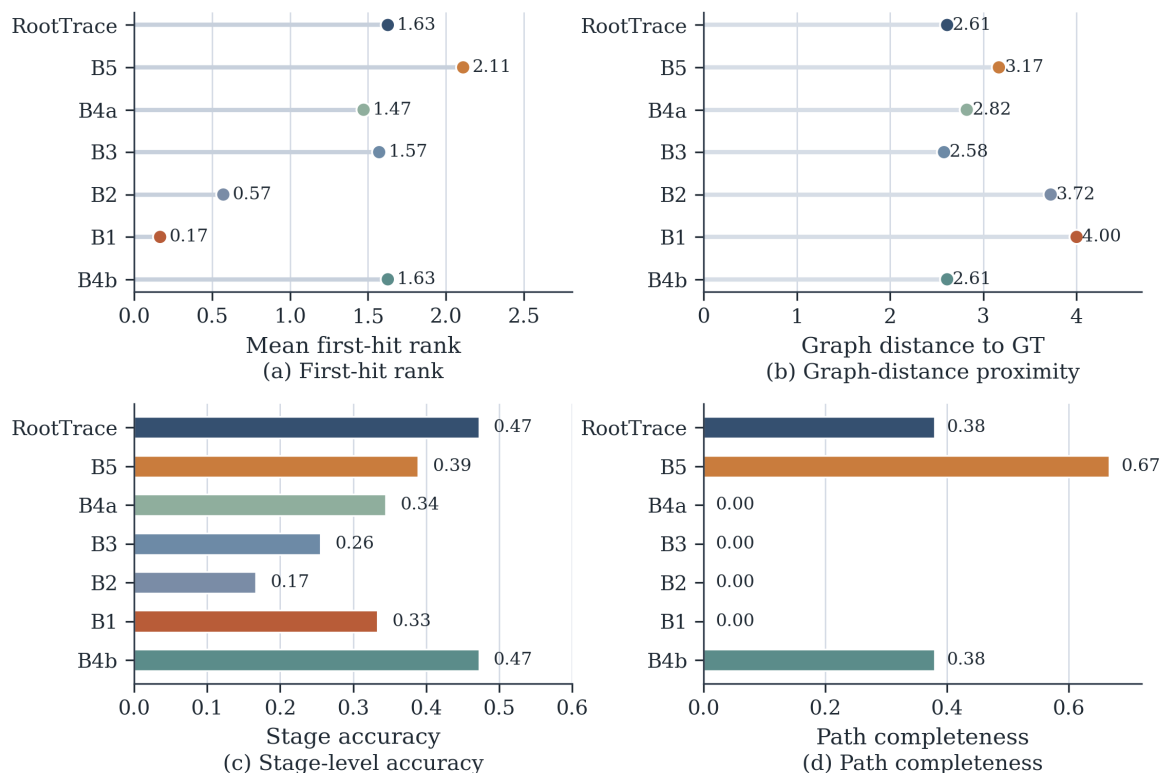 RootTrace 1.63
B5 2.11
B4a 1.47
B3 1.57
B2 0.57
B1 0.17
B4b 1.63
0.0 0.5 1.0 1.5 2.0 2.5
Mean first-hit rank
(a) First-hit rank
RootTrace 2.61
B5 3.17
B4a 2.82
B3 2.58
B2 3.72
B1 4.00
B4b 2.61
0 1 2 3 4
Graph distance to GT
(b) Graph-distance proximity
RootTrace 0.47
B5 0.39
B4a 0.34
B3 0.26
B2 0.17
B1 0.33
B4b 0.47
0.0 0.1 0.2 0.3 0.4 0.5 0.6
Stage accuracy
(c) Stage-level accuracy
RootTrace 0.38
B5 0.67
B4a 0.00
B3 0.00
B2 0.00
B1 0.00
B4b 0.38
0.0 0.2 0.4 0.6
Path completeness
(d) Path completeness